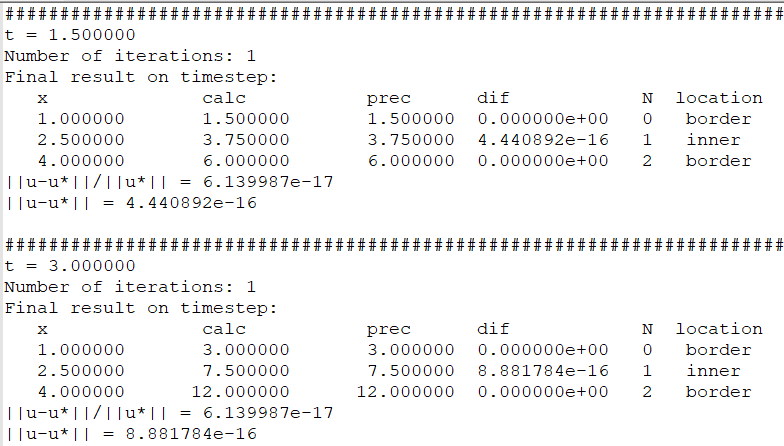 ########################################################################
t = 1.500000
Number of iterations: 1
Final result on timestep:
x calc prec dif N location
1.000000 1.500000 1.500000 0.000000e+00 0 border
2.500000 3.750000 3.750000 4.440892e-16 1 inner
4.000000 6.000000 6.000000 0.000000e+00 2 border
||u-u*||/||u*|| = 6.139987e-17
||u-u*|| = 4.440892e-16
########################################################################
t = 3.000000
Number of iterations: 1
Final result on timestep:
x calc prec dif N location
1.000000 3.000000 3.000000 0.000000e+00 0 border
2.500000 7.500000 7.500000 8.881784e-16 1 inner
4.000000 12.000000 12.000000 0.000000e+00 2 border
||u-u*||/||u*|| = 6.139987e-17
||u-u*|| = 8.881784e-16